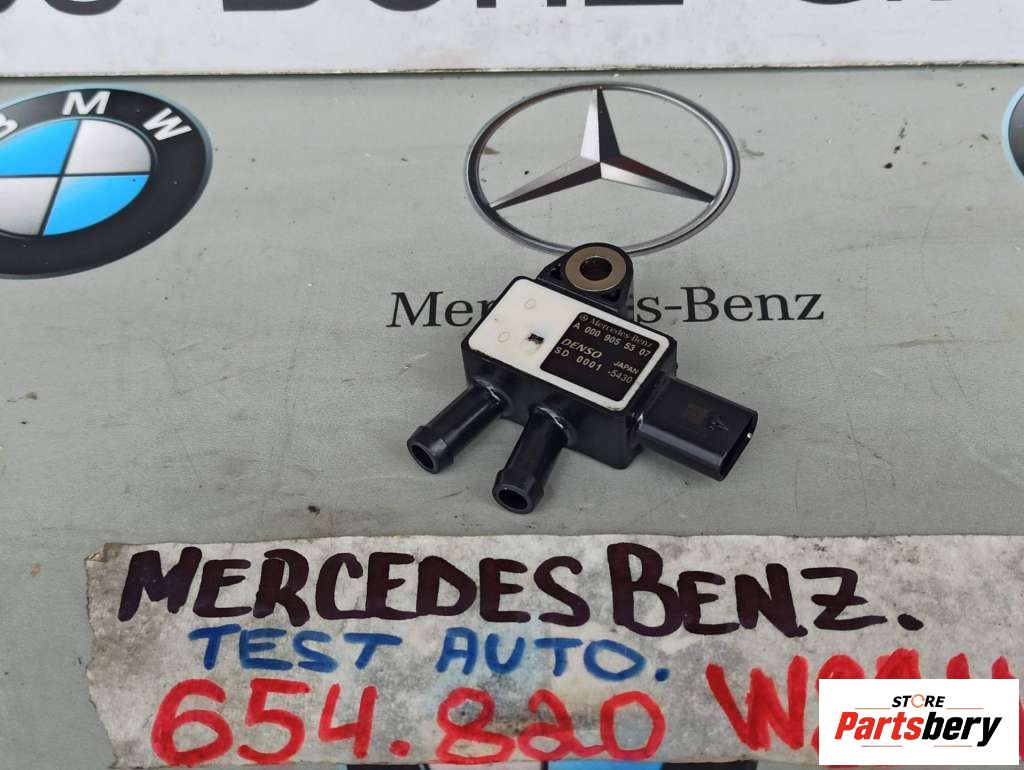 BMW
Mercedes-Benz
Mercedes-Benz
A 000 905 53 07
DENSO JAPAN
SD 0001 -5430
MERCEDES BENZ.
TEST AUTO.
654.820
STORE
Partsbery